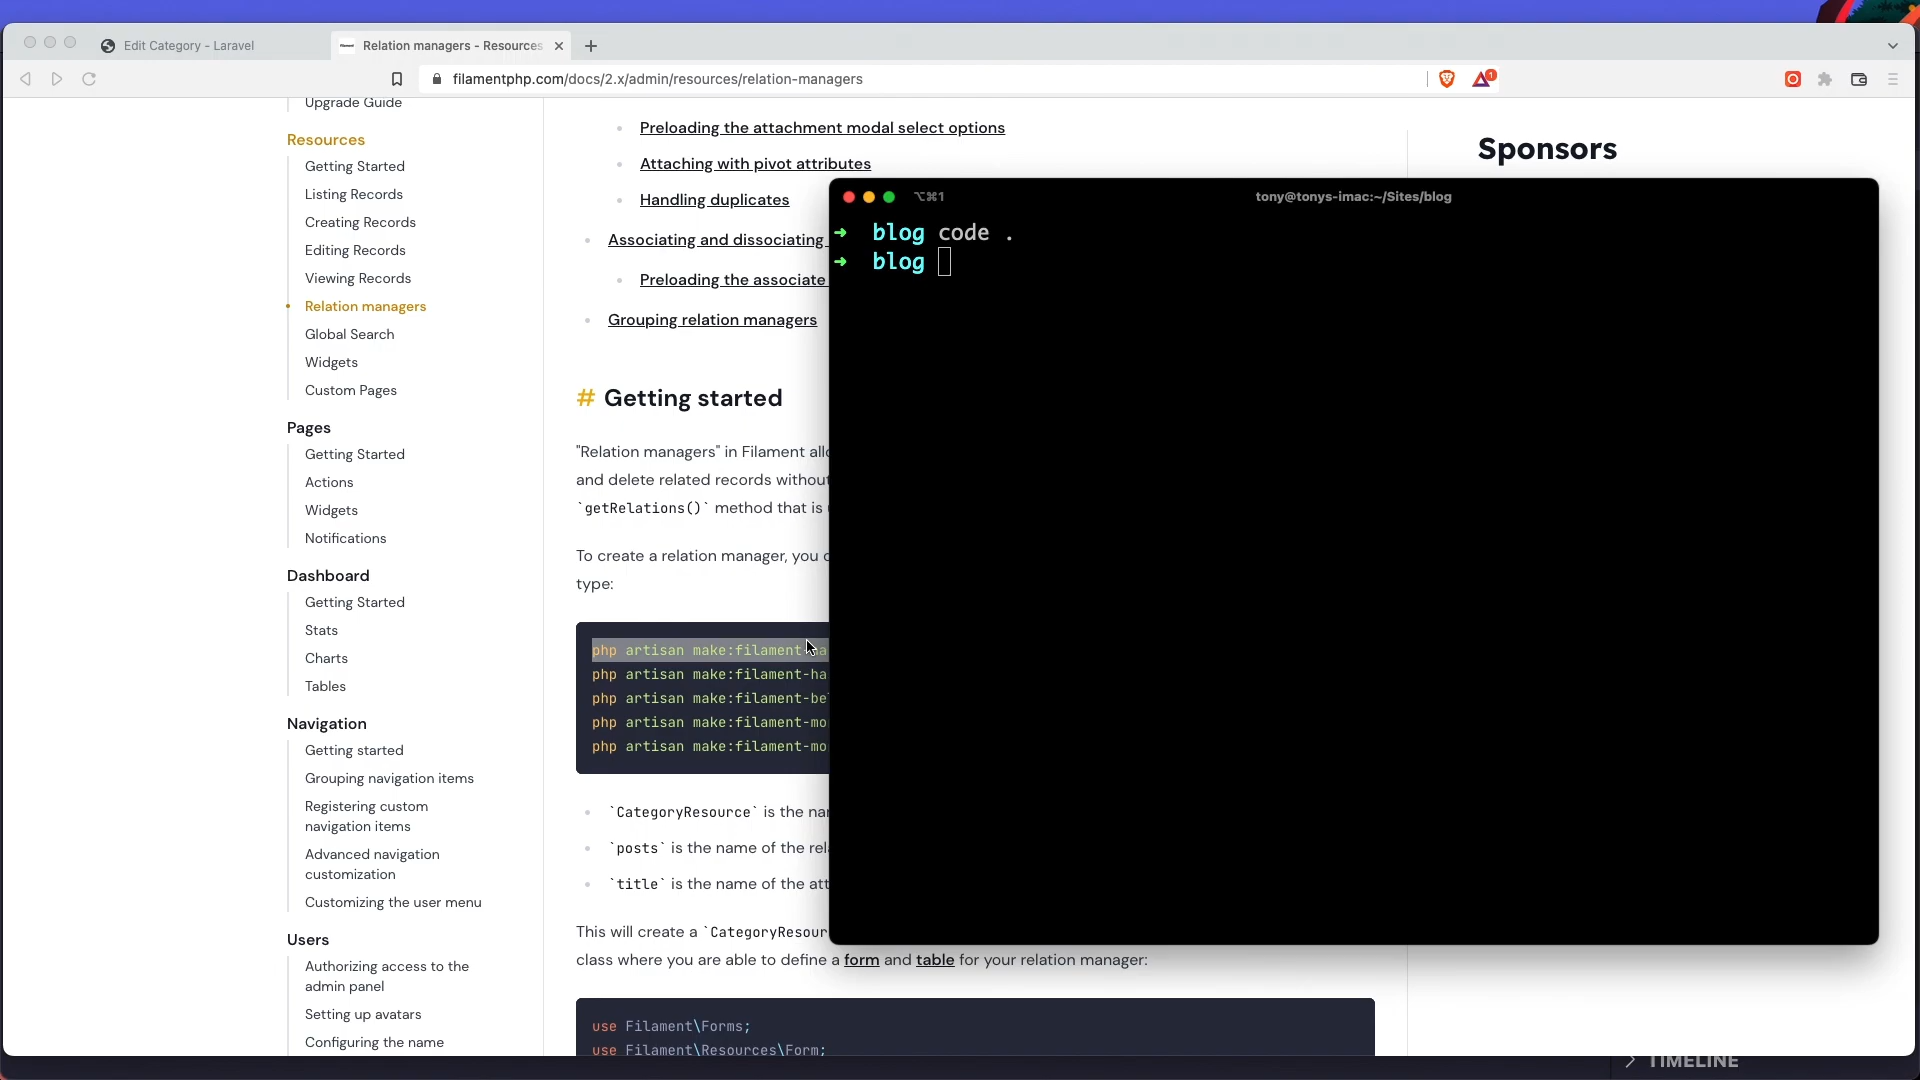 Edit Category - Laravel
Relation managers - Resources
filamentphp.com/docs/2.x/admin/resources/relation-managers
1
Upgrade Guide
Resources
Getting Started
Listing Records
Creating Records
Editing Records
Viewing Records
Relation managers
Global Search
Widgets
Custom Pages
Pages
Getting Started
Actions
Widgets
Notifications
Dashboard
Getting Started
Stats
Charts
Tables
Navigation
Getting started
Grouping navigation items
Registering custom
navigation items
Advanced navigation
customization
Customizing the user menu
Users
Authorizing access to the
admin panel
Setting up avatars
Configuring the name
Preloading the attachment modal select options
Attaching with pivot attributes
Handling duplicates
Associating and dissociating
Preloading the associate
Grouping relation managers
# Getting started
"Relation managers" in Filament allo
and delete related records without
`getRelations()` method that is
To create a relation manager, you c
type:
php artisan make:filament-ha
php artisan make:filament-ha
php artisan make:filament-be
php artisan make:filament-mo
php artisan make:filament-mo
`CategoryResource` is the na
`posts` is the name of the rel
`title` is the name of the att
This will create a `CategoryResour
class where you are able to define a form and table for your relation manager:
use Filament\Forms;
use Filament\Resources\Form;
Sponsors
⌥⌘1
tony@tonys-imac:~/Sites/blog
➜ blog code .
➜ blog
TIMELINE